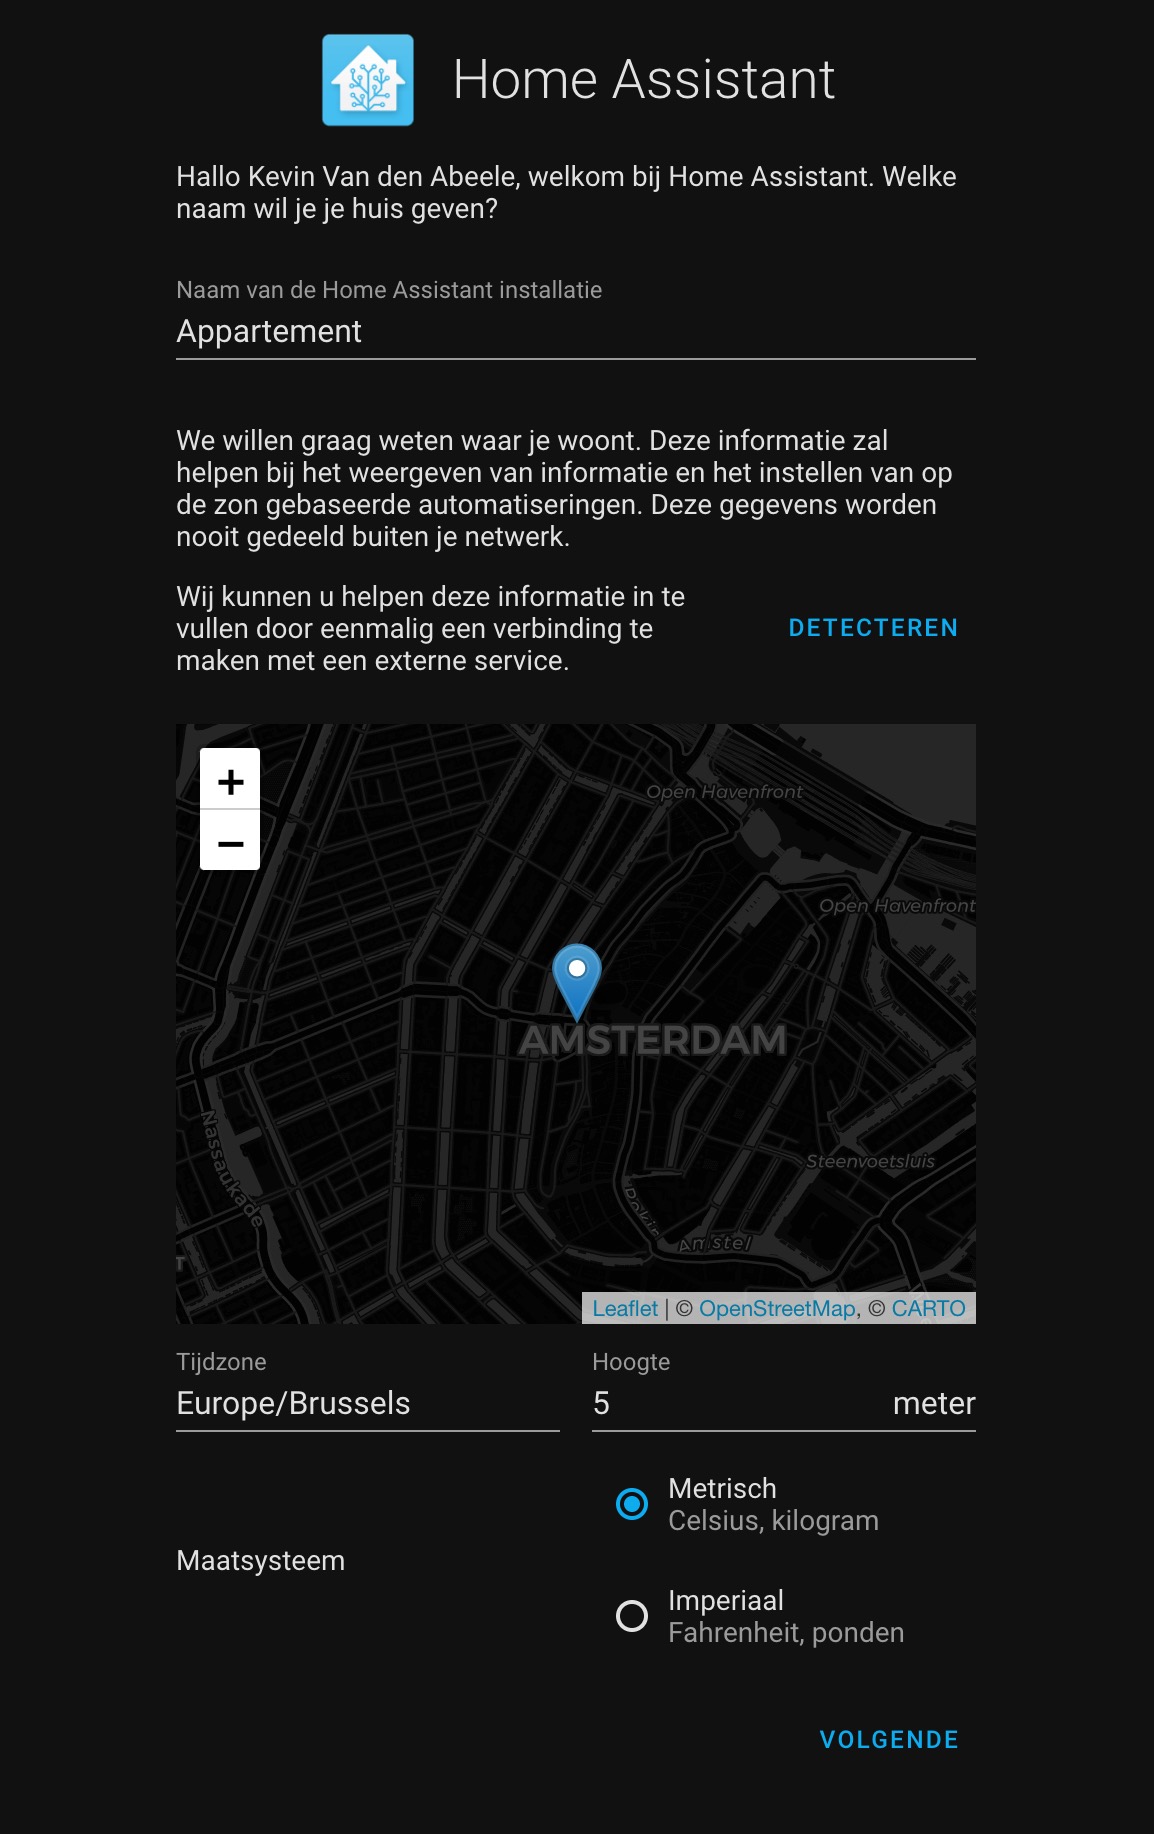 Home Assistant
Hallo Kevin Van den Abeele, welkom bij Home Assistant. Welke
naam wil je je huis geven?
Naam van de Home Assistant installatie
Appartement
We willen graag weten waar je woont. Deze informatie zal
helpen bij het weergeven van informatie en het instellen van op
de zon gebaseerde automatiseringen. Deze gegevens worden
nooit gedeeld buiten je netwerk.
Wij kunnen u helpen deze informatie in te
vullen door eenmalig een verbinding te
maken met een externe service.
DETECTEREN
+
−
Open Havenfront
Open Havenfront
AMSTERDAM
Nassaukade
Steenvoetsluis
Rokin
Amstel
T
Leaflet | © OpenStreetMap, © CARTO
Tijdzone
Europe/Brussels
Hoogte
5 meter
Maatsysteem
Metrisch
Celsius, kilogram
Imperiaal
Fahrenheit, ponden
VOLGENDE